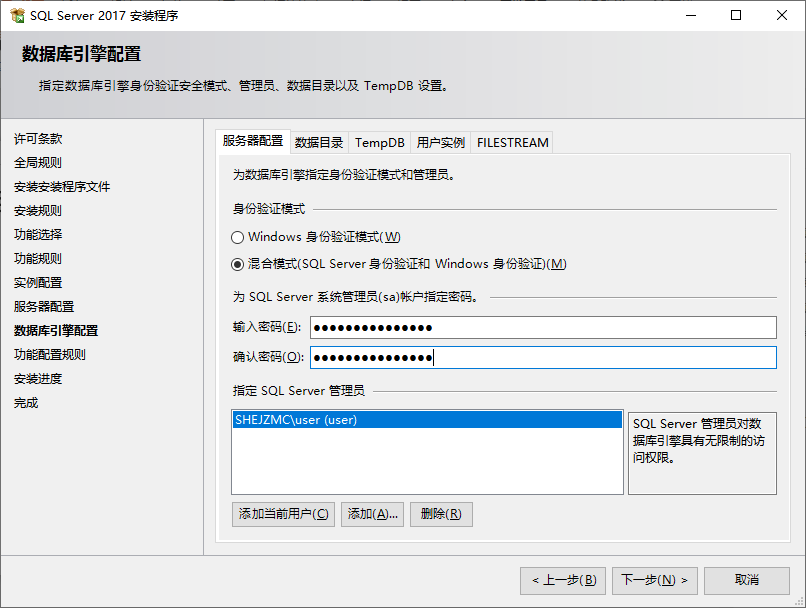 SQL Server 2017 安装程序
数据库引擎配置
指定数据库引擎身份验证安全模式、管理员、数据目录以及 TempDB 设置。
许可条款
全局规则
安装安装程序文件
安装规则
功能选择
功能规则
实例配置
服务器配置
数据库引擎配置
功能配置规则
安装进度
完成
服务器配置 数据目录 TempDB 用户实例 FILESTREAM
为数据库引擎指定身份验证模式和管理员。
身份验证模式
Windows 身份验证模式(W)
混合模式(SQL Server 身份验证和 Windows 身份验证)(M)
为 SQL Server 系统管理员(sa)帐户指定密码。
输入密码(E): ●●●●●●●●●●●●●●●
确认密码(O): ●●●●●●●●●●●●●●●
指定 SQL Server 管理员
SHEJZMC\user (user)
SQL Server 管理员对数
据库引擎具有无限制的访
问权限。
添加当前用户(C) 添加(A)... 删除(R)
< 上一步(B) 下一步(N) > 取消